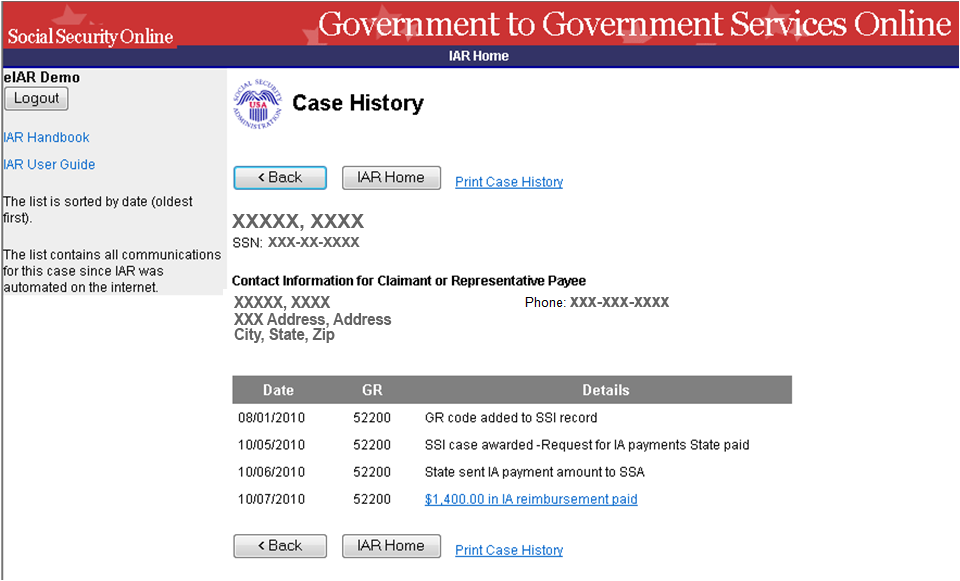 Social Security Online
Government to Government Services Online
IAR Home
eIAR Demo
Logout
IAR Handbook
IAR User Guide
The list is sorted by date (oldest
first).
The list contains all communications
for this case since IAR was
automated on the internet.
SOCIAL SECURITY ADMINISTRATION
USA
Case History
< Back
IAR Home
Print Case History
XXXXX, XXXX
SSN: XXX-XX-XXXX
Contact Information for Claimant or Representative Payee
XXXXX, XXXX Phone: XXX-XXX-XXXX
XXX Address, Address
City, State, Zip
Date GR Details
08/01/2010 52200 GR code added to SSI record
10/05/2010 52200 SSI case awarded -Request for IA payments State paid
10/06/2010 52200 State sent IA payment amount to SSA
10/07/2010 52200 $1,400.00 in IA reimbursement paid
< Back
IAR Home
Print Case History